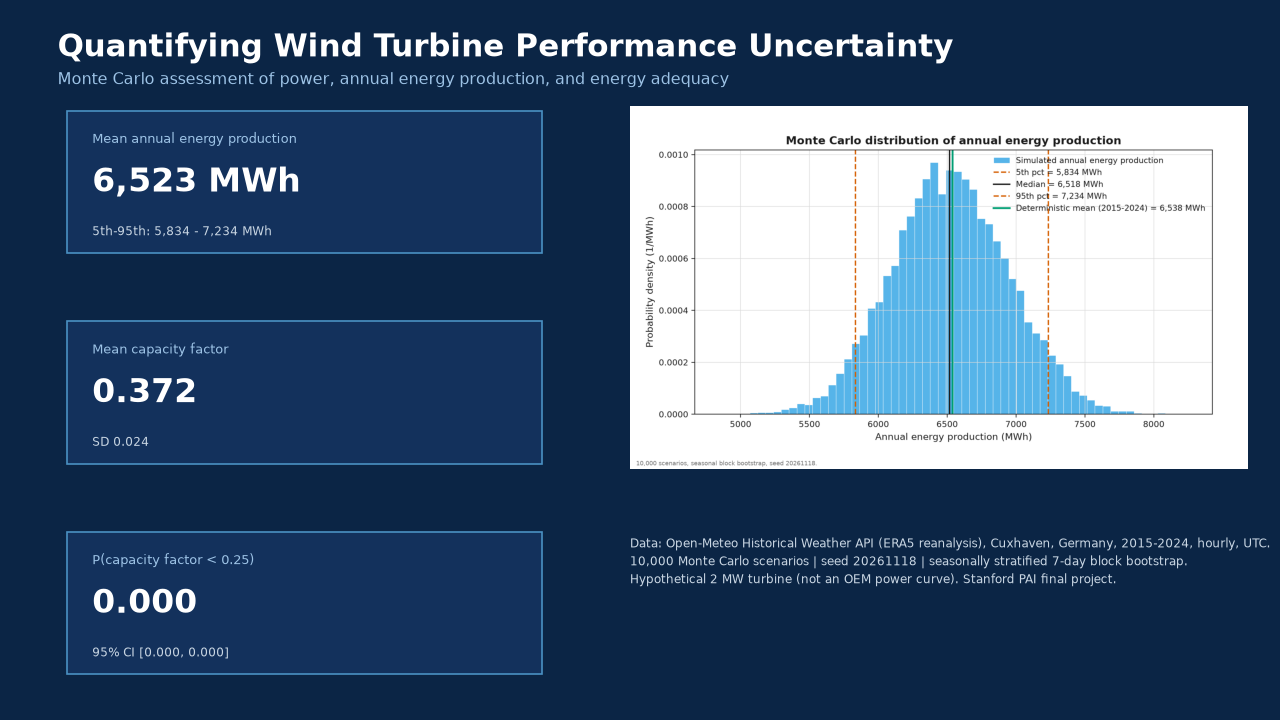 Quantifying Wind Turbine Performance Uncertainty
Monte Carlo assessment of power, annual energy production, and energy adequacy
Mean annual energy production
6,523 MWh
5th-95th: 5,834 - 7,234 MWh
Mean capacity factor
0.372
SD 0.024
P(capacity factor < 0.25)
0.000
95% CI [0.000, 0.000]
Monte Carlo distribution of annual energy production
Simulated annual energy production
5th pct = 5,834 MWh
Median = 6,518 MWh
95th pct = 7,234 MWh
Deterministic mean (2015-2024) = 6,538 MWh
Probability density (1/MWh)
0.0010
0.0008
0.0006
0.0004
0.0002
0.0000
5000 5500 6000 6500 7000 7500 8000
Annual energy production (MWh)
10,000 scenarios, seasonal block bootstrap, seed 20261118.
Data: Open-Meteo Historical Weather API (ERA5 reanalysis), Cuxhaven, Germany, 2015-2024, hourly, UTC.
10,000 Monte Carlo scenarios | seed 20261118 | seasonally stratified 7-day block bootstrap.
Hypothetical 2 MW turbine (not an OEM power curve). Stanford PAI final project.